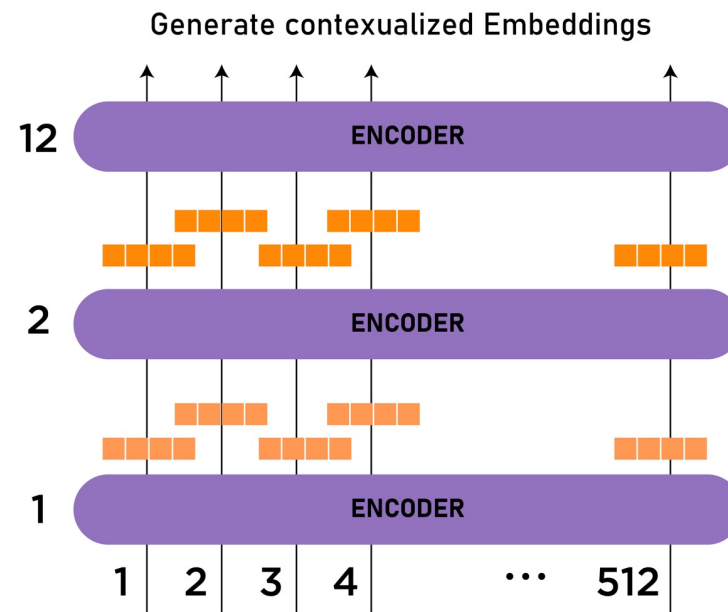 Generate contexualized Embeddings
12 ENCODER
2 ENCODER
1 ENCODER
1 2 3 4 ... 512